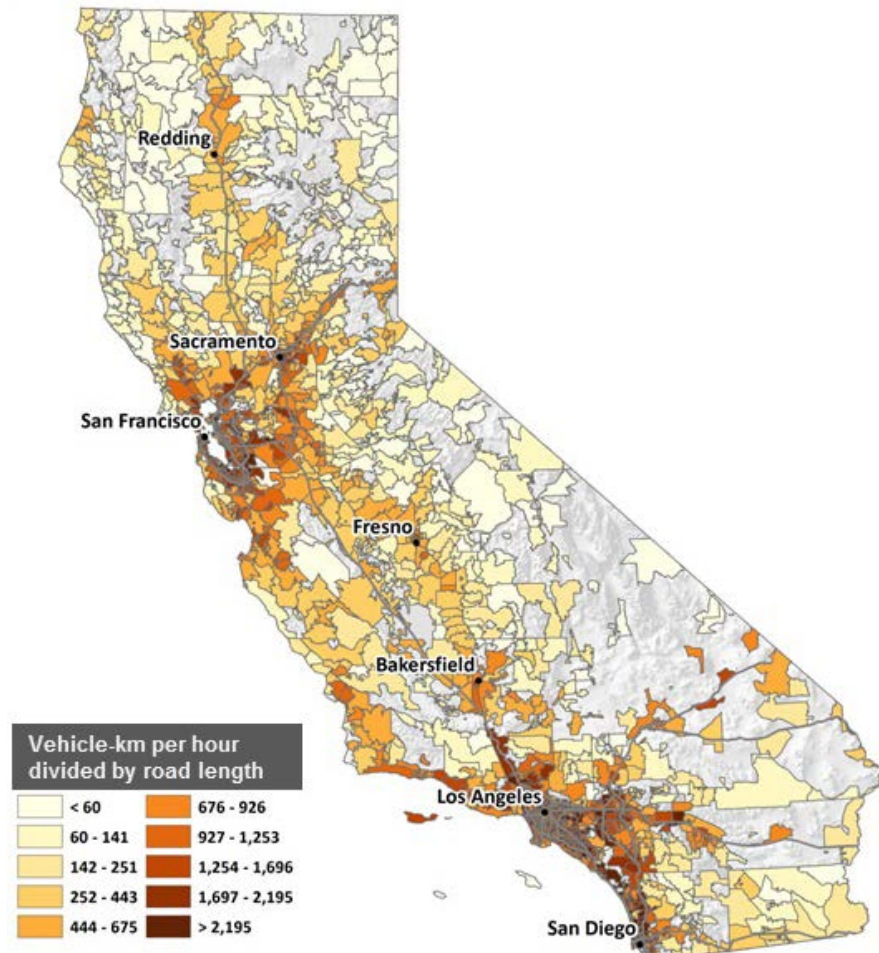 Redding
Sacramento
San Francisco
Fresno
Bakersfield
Vehicle-km per hour
divided by road length
< 60
60 - 141
142 - 251
252 - 443
444 - 675
676 - 926
927 - 1,253
1,254 - 1,696
1,697 - 2,195
> 2,195
Los Angeles
San Diego